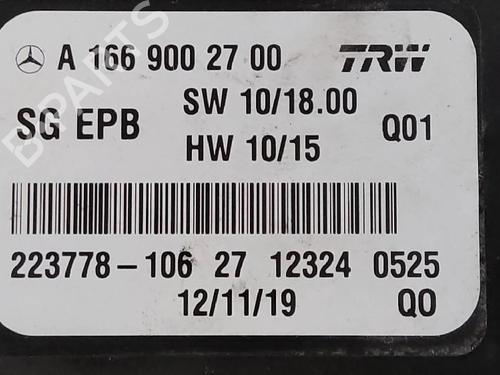 A 166 900 27 00 TRW
SG EPB SW 10/18.00 Q01
HW 10/15
223778-106 27 12324 0525
12/11/19 QO
B-PARTS